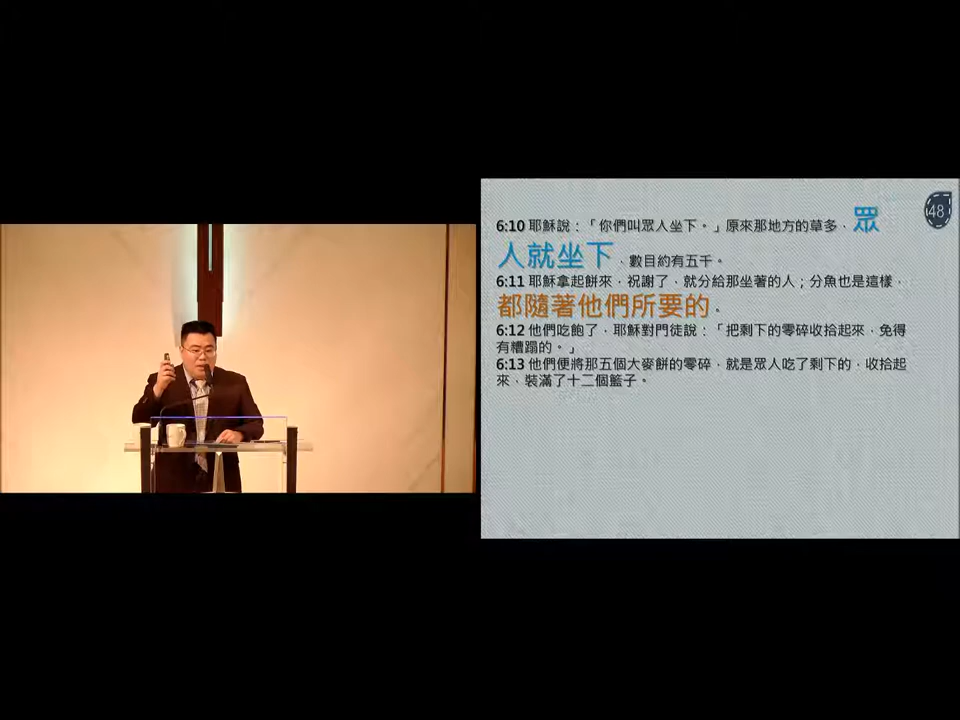 48
6:10 耶穌說：「你們叫眾人坐下。」原來那地方的草多，眾
人就坐下，數目約有五千。
6:11 耶穌拿起餅來，祝謝了，就分給那坐著的人；分魚也是這樣，
都隨著他們所要的。
6:12 他們吃飽了，耶穌對門徒說：「把剩下的零碎收拾起來，免得
有糟蹋的。」
6:13 他們便將那五個大麥餅的零碎，就是眾人吃了剩下的，收拾起
來，裝滿了十二個籃子。